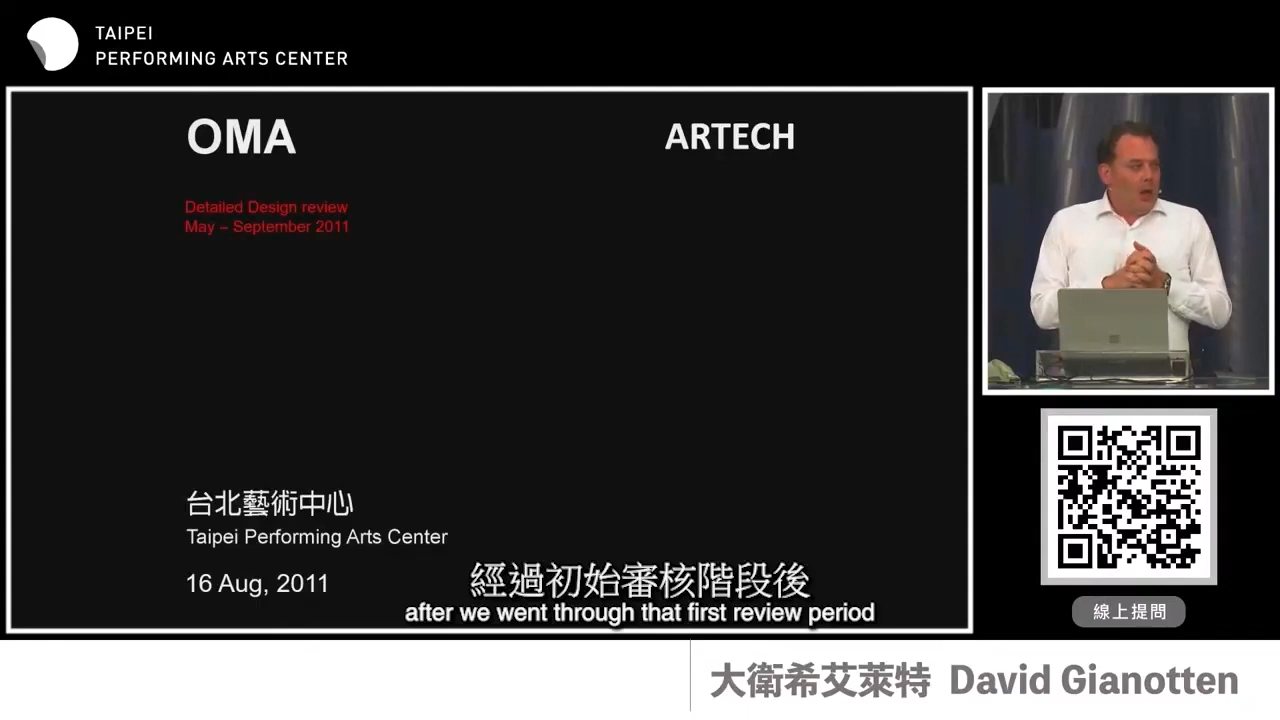 TAIPEI
PERFORMING ARTS CENTER
OMA
ARTECH
Detailed Design review
May – September 2011
台北藝術中心
Taipei Performing Arts Center
16 Aug, 2011
經過初始審核階段後
after we went through that first review period
線上提問
大衛希艾萊特 David Gianotten